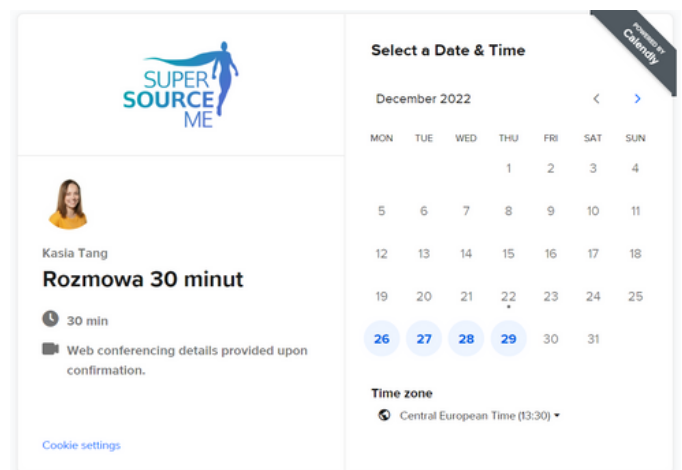 SUPER
SOURCE
ME
Kasia Tang
Rozmowa 30 minut
30 min
Web conferencing details provided upon
confirmation.
Cookie settings
Select a Date & Time
POWERED BY
Calendly
December 2022
MON TUE WED THU FRI SAT SUN
1 2 3 4
5 6 7 8 9 10 11
12 13 14 15 16 17 18
19 20 21 22 23 24 25
26 27 28 29 30 31
Time zone
Central European Time (13:30)